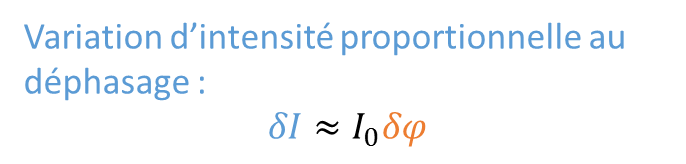 Variation d’intensité proportionnelle au
déphasage :
𝛿𝐼 ≈ 𝐼₀𝛿𝜑